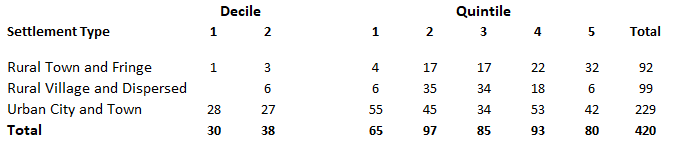 Decile Quintile
Settlement Type 1 2 1 2 3 4 5 Total
Rural Town and Fringe 1 3 4 17 17 22 32 92
Rural Village and Dispersed 6 6 35 34 18 6 99
Urban City and Town 28 27 55 45 34 53 42 229
Total 30 38 65 97 85 93 80 420